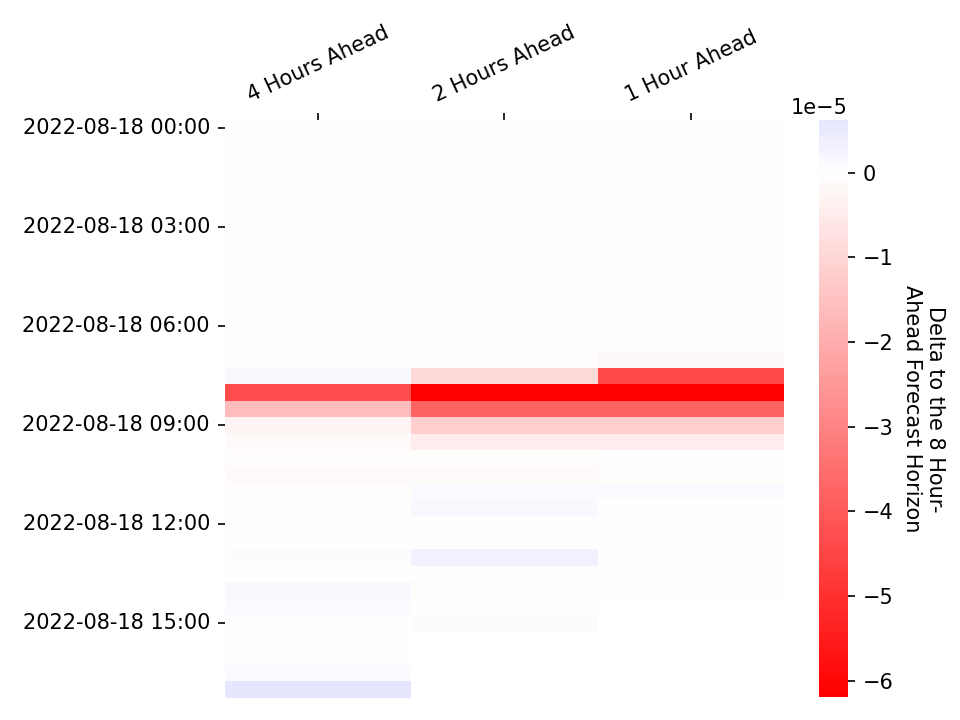 4 Hours Ahead
2 Hours Ahead
1 Hour Ahead
1e−5
2022-08-18 00:00
2022-08-18 03:00
2022-08-18 06:00
2022-08-18 09:00
2022-08-18 12:00
2022-08-18 15:00
0
−1
−2
−3
−4
−5
−6
Delta to the 8 Hour-
Ahead Forecast Horizon